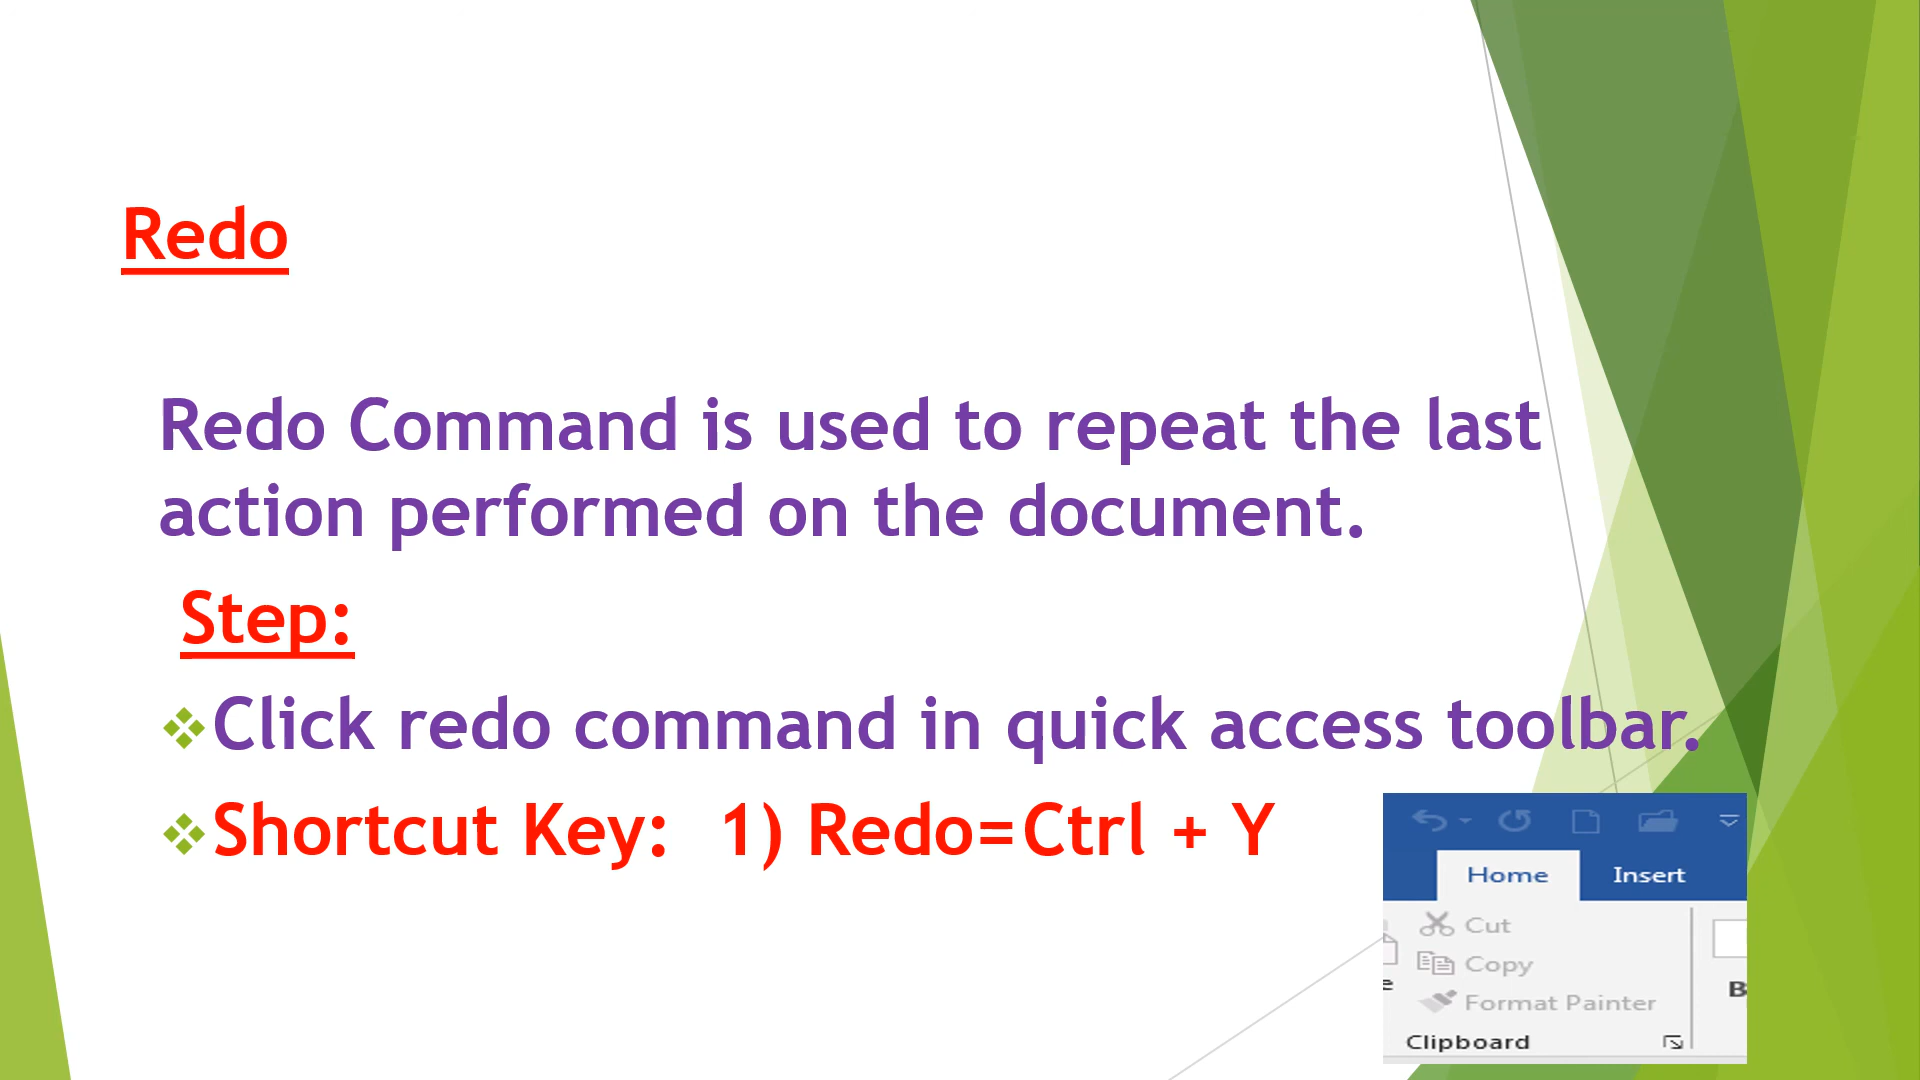 Redo
Redo Command is used to repeat the last
action performed on the document.
Step:
Click redo command in quick access toolbar.
Shortcut Key: 1) Redo=Ctrl + Y
Home Insert
Cut
Copy
e
Format Painter
B
Clipboard